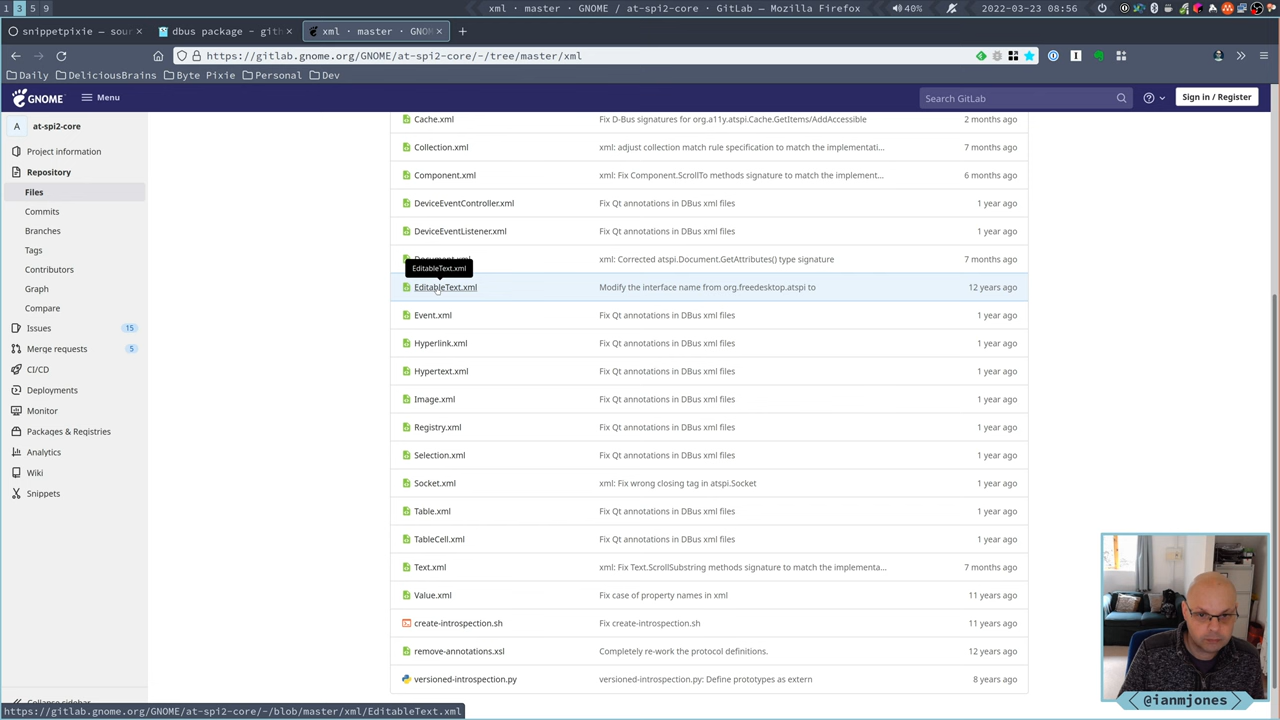 1 3 5 9
xml · master · GNOME / at-spi2-core · GitLab — Mozilla Firefox
40%
2022-03-23 08:56
snippetpixie — sour
dbus package - gith
xml · master · GNOM
https://gitlab.gnome.org/GNOME/at-spi2-core/-/tree/master/xml
Daily DeliciousBrains Byte Pixie Personal Dev
GNOME Menu
Search GitLab
Sign in / Register
A at-spi2-core
Project information
Repository
Files
Commits
Branches
Tags
Contributors
Graph
Compare
Issues 15
Merge requests 5
CI/CD
Deployments
Monitor
Packages & Registries
Analytics
Wiki
Snippets
Collapse sidebar
Cache.xml Fix D-Bus signatures for org.a11y.atspi.Cache.GetItems/AddAccessible 2 months ago
Collection.xml xml: adjust collection match rule specification to match the implementati... 7 months ago
Component.xml xml: Fix Component.ScrollTo methods signature to match the implement... 6 months ago
DeviceEventController.xml Fix Qt annotations in DBus xml files 1 year ago
DeviceEventListener.xml Fix Qt annotations in DBus xml files 1 year ago
Document.xml xml: Corrected atspi.Document.GetAttributes() type signature 7 months ago
EditableText.xml
EditableText.xml Modify the interface name from org.freedesktop.atspi to 12 years ago
Event.xml Fix Qt annotations in DBus xml files 1 year ago
Hyperlink.xml Fix Qt annotations in DBus xml files 1 year ago
Hypertext.xml Fix Qt annotations in DBus xml files 1 year ago
Image.xml Fix Qt annotations in DBus xml files 1 year ago
Registry.xml Fix Qt annotations in DBus xml files 1 year ago
Selection.xml Fix Qt annotations in DBus xml files 1 year ago
Socket.xml xml: Fix wrong closing tag in atspi.Socket 1 year ago
Table.xml Fix Qt annotations in DBus xml files 1 year ago
TableCell.xml Fix Qt annotations in DBus xml files 1 year ago
Text.xml xml: Fix Text.ScrollSubstring methods signature to match the implementa... 7 months ago
Value.xml Fix case of property names in xml 11 years ago
create-introspection.sh Fix create-introspection.sh 11 years ago
remove-annotations.xsl Completely re-work the protocol definitions. 12 years ago
versioned-introspection.py versioned-introspection.py: Define prototypes as extern 8 years ago
https://gitlab.gnome.org/GNOME/at-spi2-core/-/blob/master/xml/EditableText.xml
@ianmjones